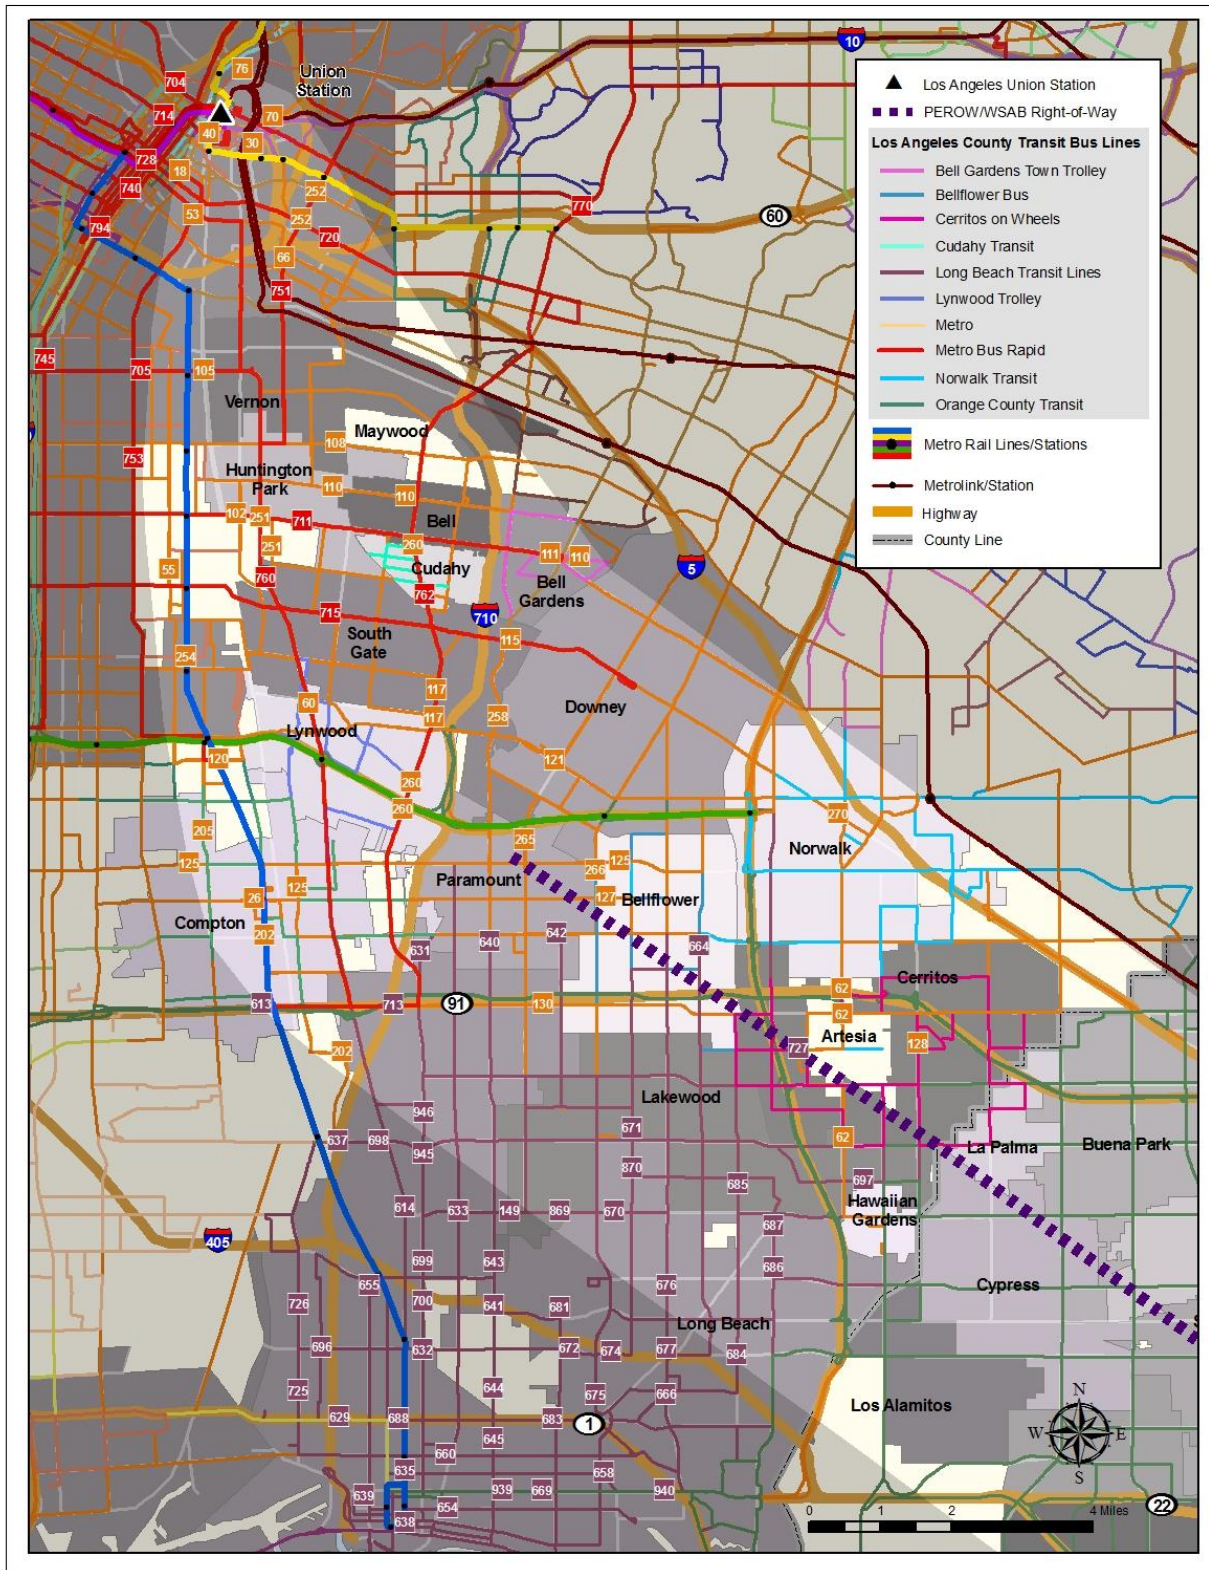 10
76
Union
Station
704
714
70
40
30
728
18
740
252
53
252
770
794
720
60
66
751
745
705
105
Vernon
Maywood
108
753
Huntington
Park
110
110
102
251
711
Bell
251
260
111
110
55
760
Cudahy
5
Bell
Gardens
762
710
715
South
Gate
115
254
117
60
117
258
Downey
Lynwood
120
121
260
260
270
205
265
Norwalk
125
125
266
125
Paramount
26
127
Bellflower
Compton
202
642
640
664
631
Cerritos
62
613
713
91
130
62
Artesia
202
727
128
Lakewood
946
671
637
698
62
La Palma
Buena Park
945
870
685
697
614
633
149
869
670
Hawaiian
Gardens
687
405
699
643
686
655
676
Cypress
726
700
641
681
Long Beach
696
632
672
674
677
684
725
644
675
666
Los Alamitos
629
688
683
1
645
660
635
658
639
939
669
940
654
638
22
N
W
E
S
0
1
2
4 Miles
Los Angeles Union Station
PEROW/WSAB Right-of-Way
Los Angeles County Transit Bus Lines
Bell Gardens Town Trolley
Bellflower Bus
Cerritos on Wheels
Cudahy Transit
Long Beach Transit Lines
Lynwood Trolley
Metro
Metro Bus Rapid
Norwalk Transit
Orange County Transit
Metro Rail Lines/Stations
Metrolink/Station
Highway
County Line